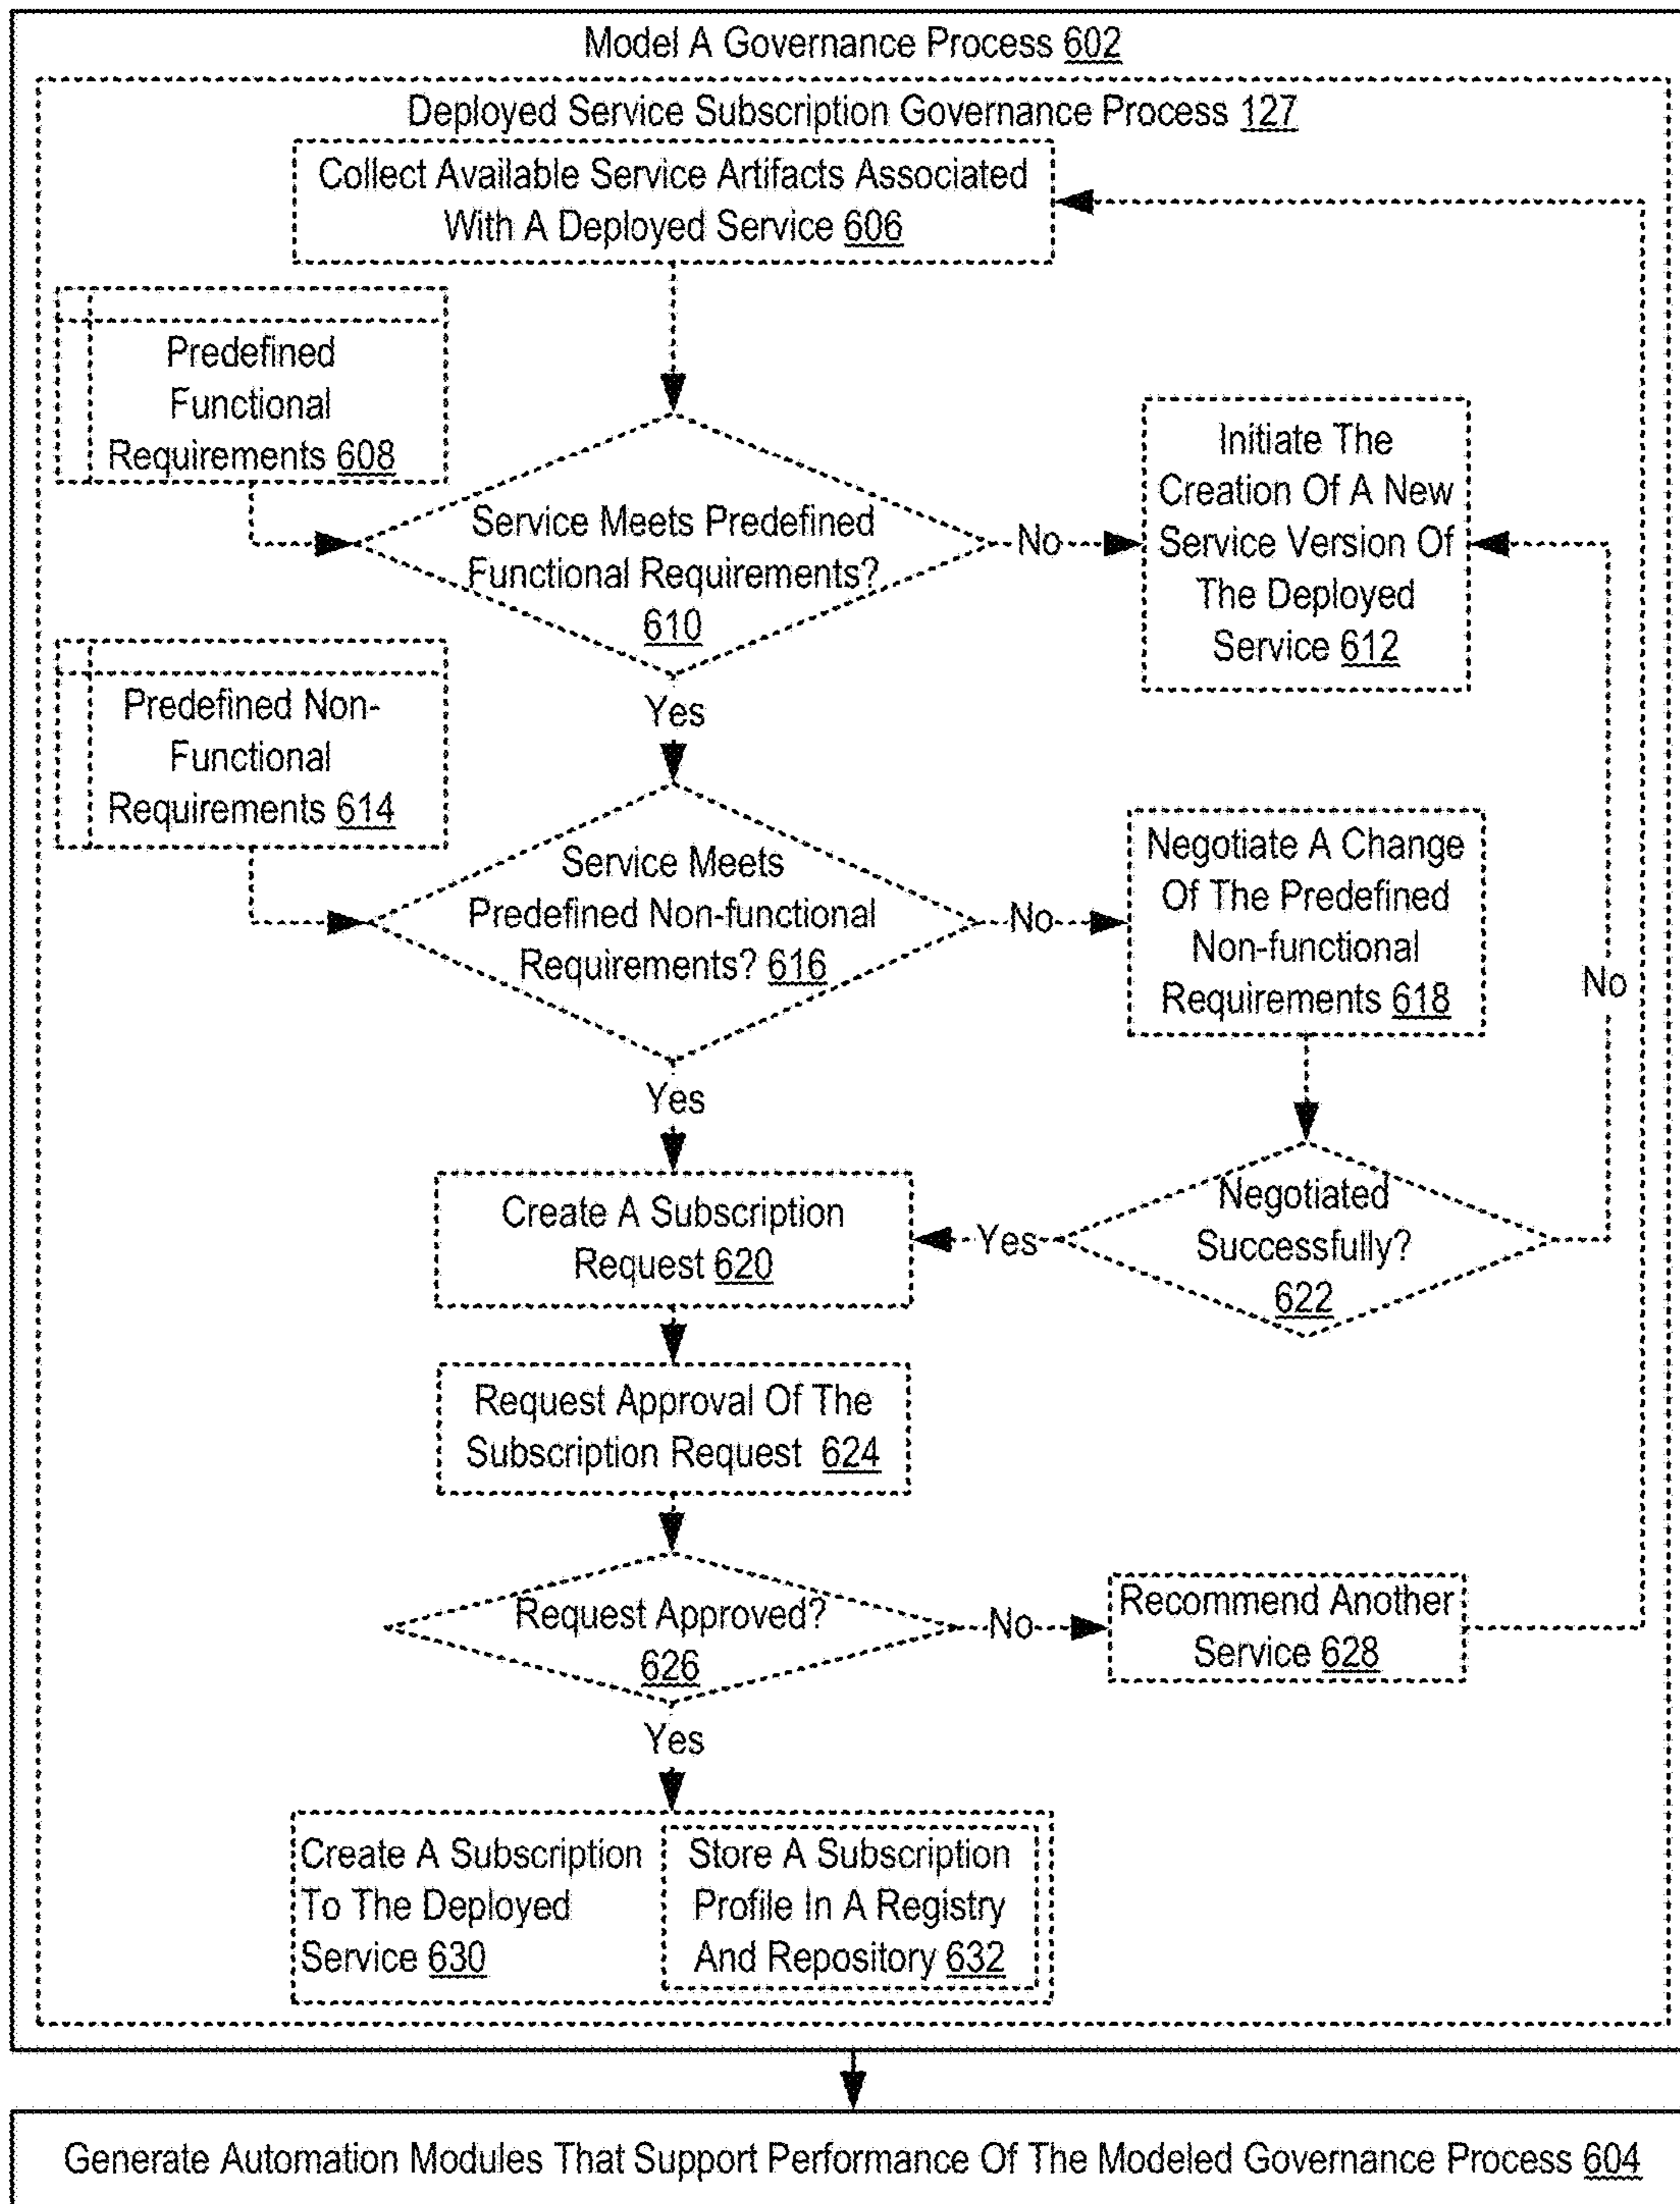 Model A Governance Process 602
Deployed Service Subscription Governance Process 127
Collect Available Service Artifacts Associated
With A Deployed Service 606
Predefined
Functional
Requirements 608
Service Meets Predefined
Functional Requirements?
610
No
Initiate The
Creation Of A New
Service Version Of
The Deployed
Service 612
Yes
Predefined Non-
Functional
Requirements 614
Service Meets
Predefined Non-functional
Requirements? 616
No
Negotiate A Change
Of The Predefined
Non-functional
Requirements 618
No
Yes
Create A Subscription
Request 620
Yes
Negotiated
Successfully?
622
Request Approval Of The
Subscription Request 624
Request Approved?
626
No
Recommend Another
Service 628
Yes
Create A Subscription
To The Deployed
Service 630
Store A Subscription
Profile In A Registry
And Repository 632
Generate Automation Modules That Support Performance Of The Modeled Governance Process 604